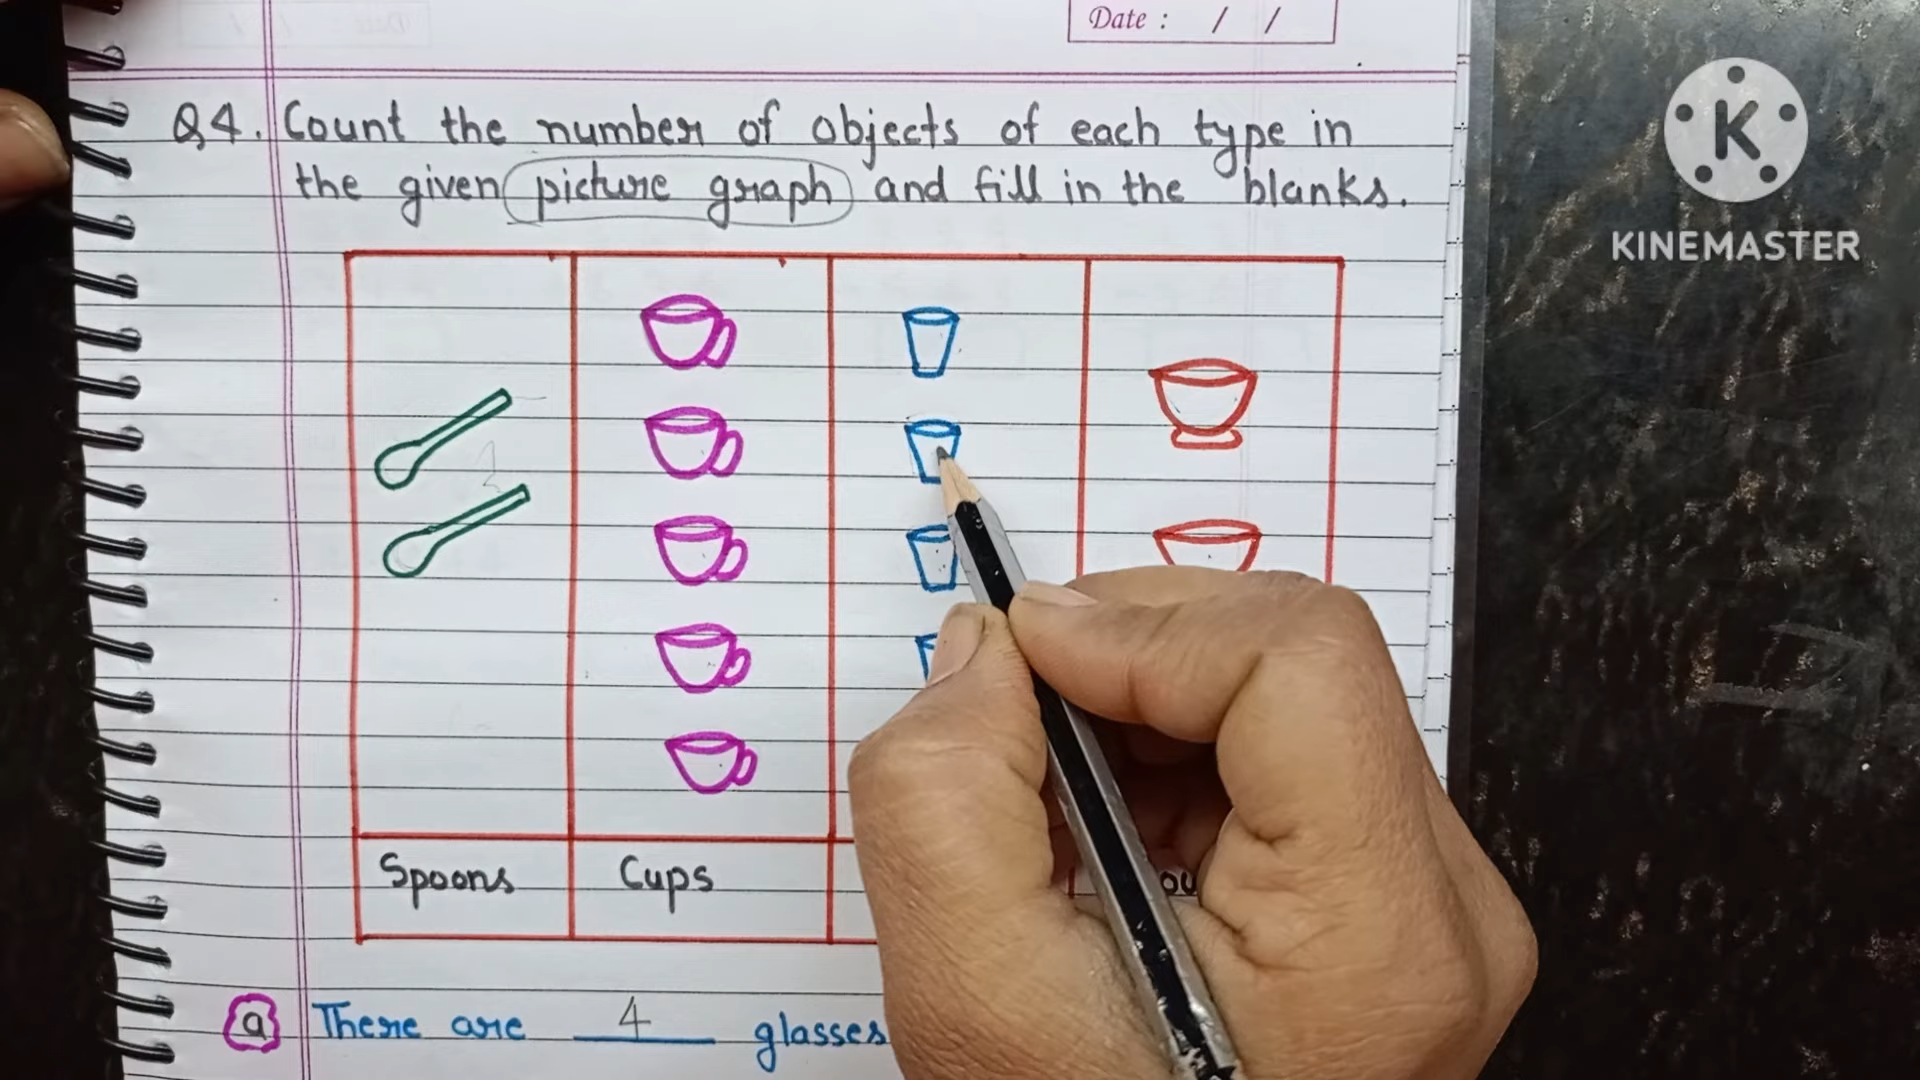 Date : / /
Q4. Count the number of objects of each type in
the given picture graph and fill in the blanks.
K
KINEMASTER
Spoons Cups
a There are 4 glasses